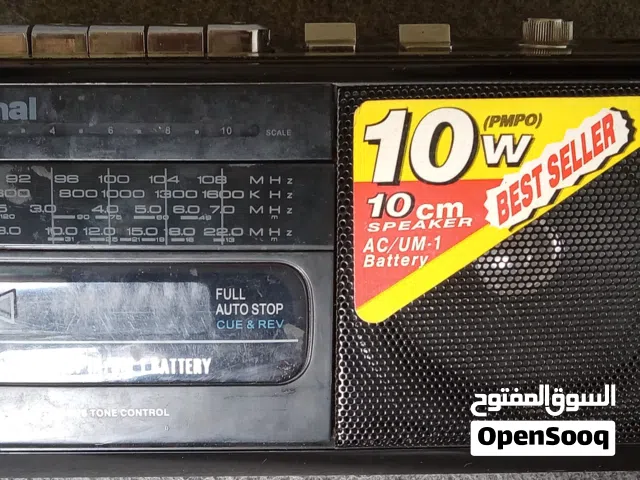 nal
4 6 8 10 SCALE
92 96 100 104 108 MHz
600 800 1000 1300 1600 KHz
3.0 4.0 5.0 6.0 7.0 MHz
8.0 10.0 12.0 15.0 18.0 22.0 MHz
FULL
AUTO STOP
CUE & REV
BATTERY
TONE CONTROL
10W
(PMPO)
BEST SELLER
10cm
SPEAKER
AC/UM-1
Battery
السوق المفتوح
OpenSooq